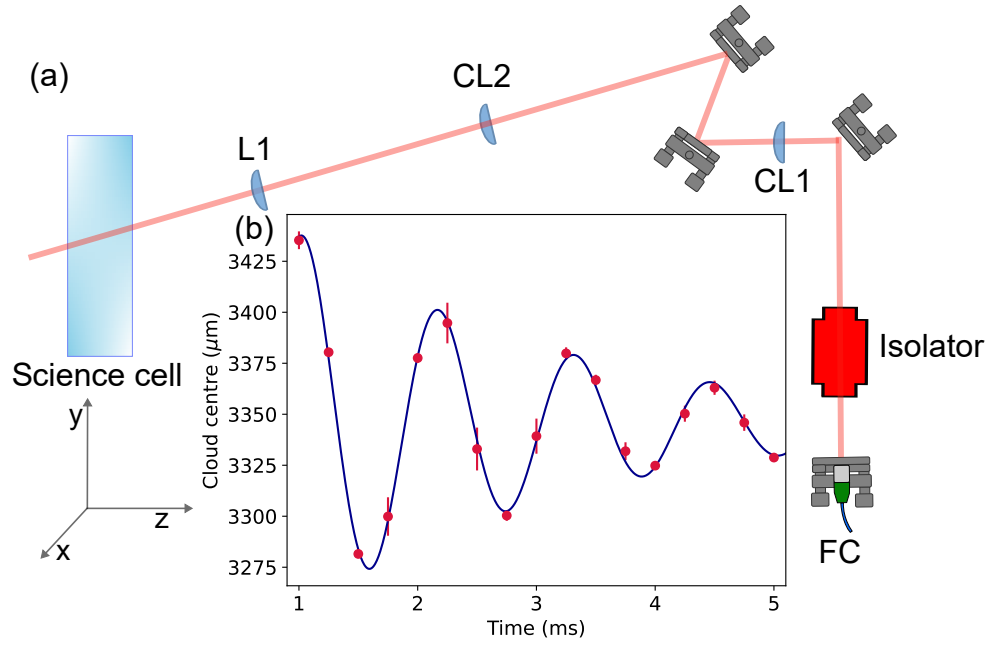 (a)
CL2
L1
CL1
(b)
Science cell
Isolator
FC
y
z
x
Cloud centre (μm)
3425
3400
3375
3350
3325
3300
3275
1 2 3 4 5
Time (ms)